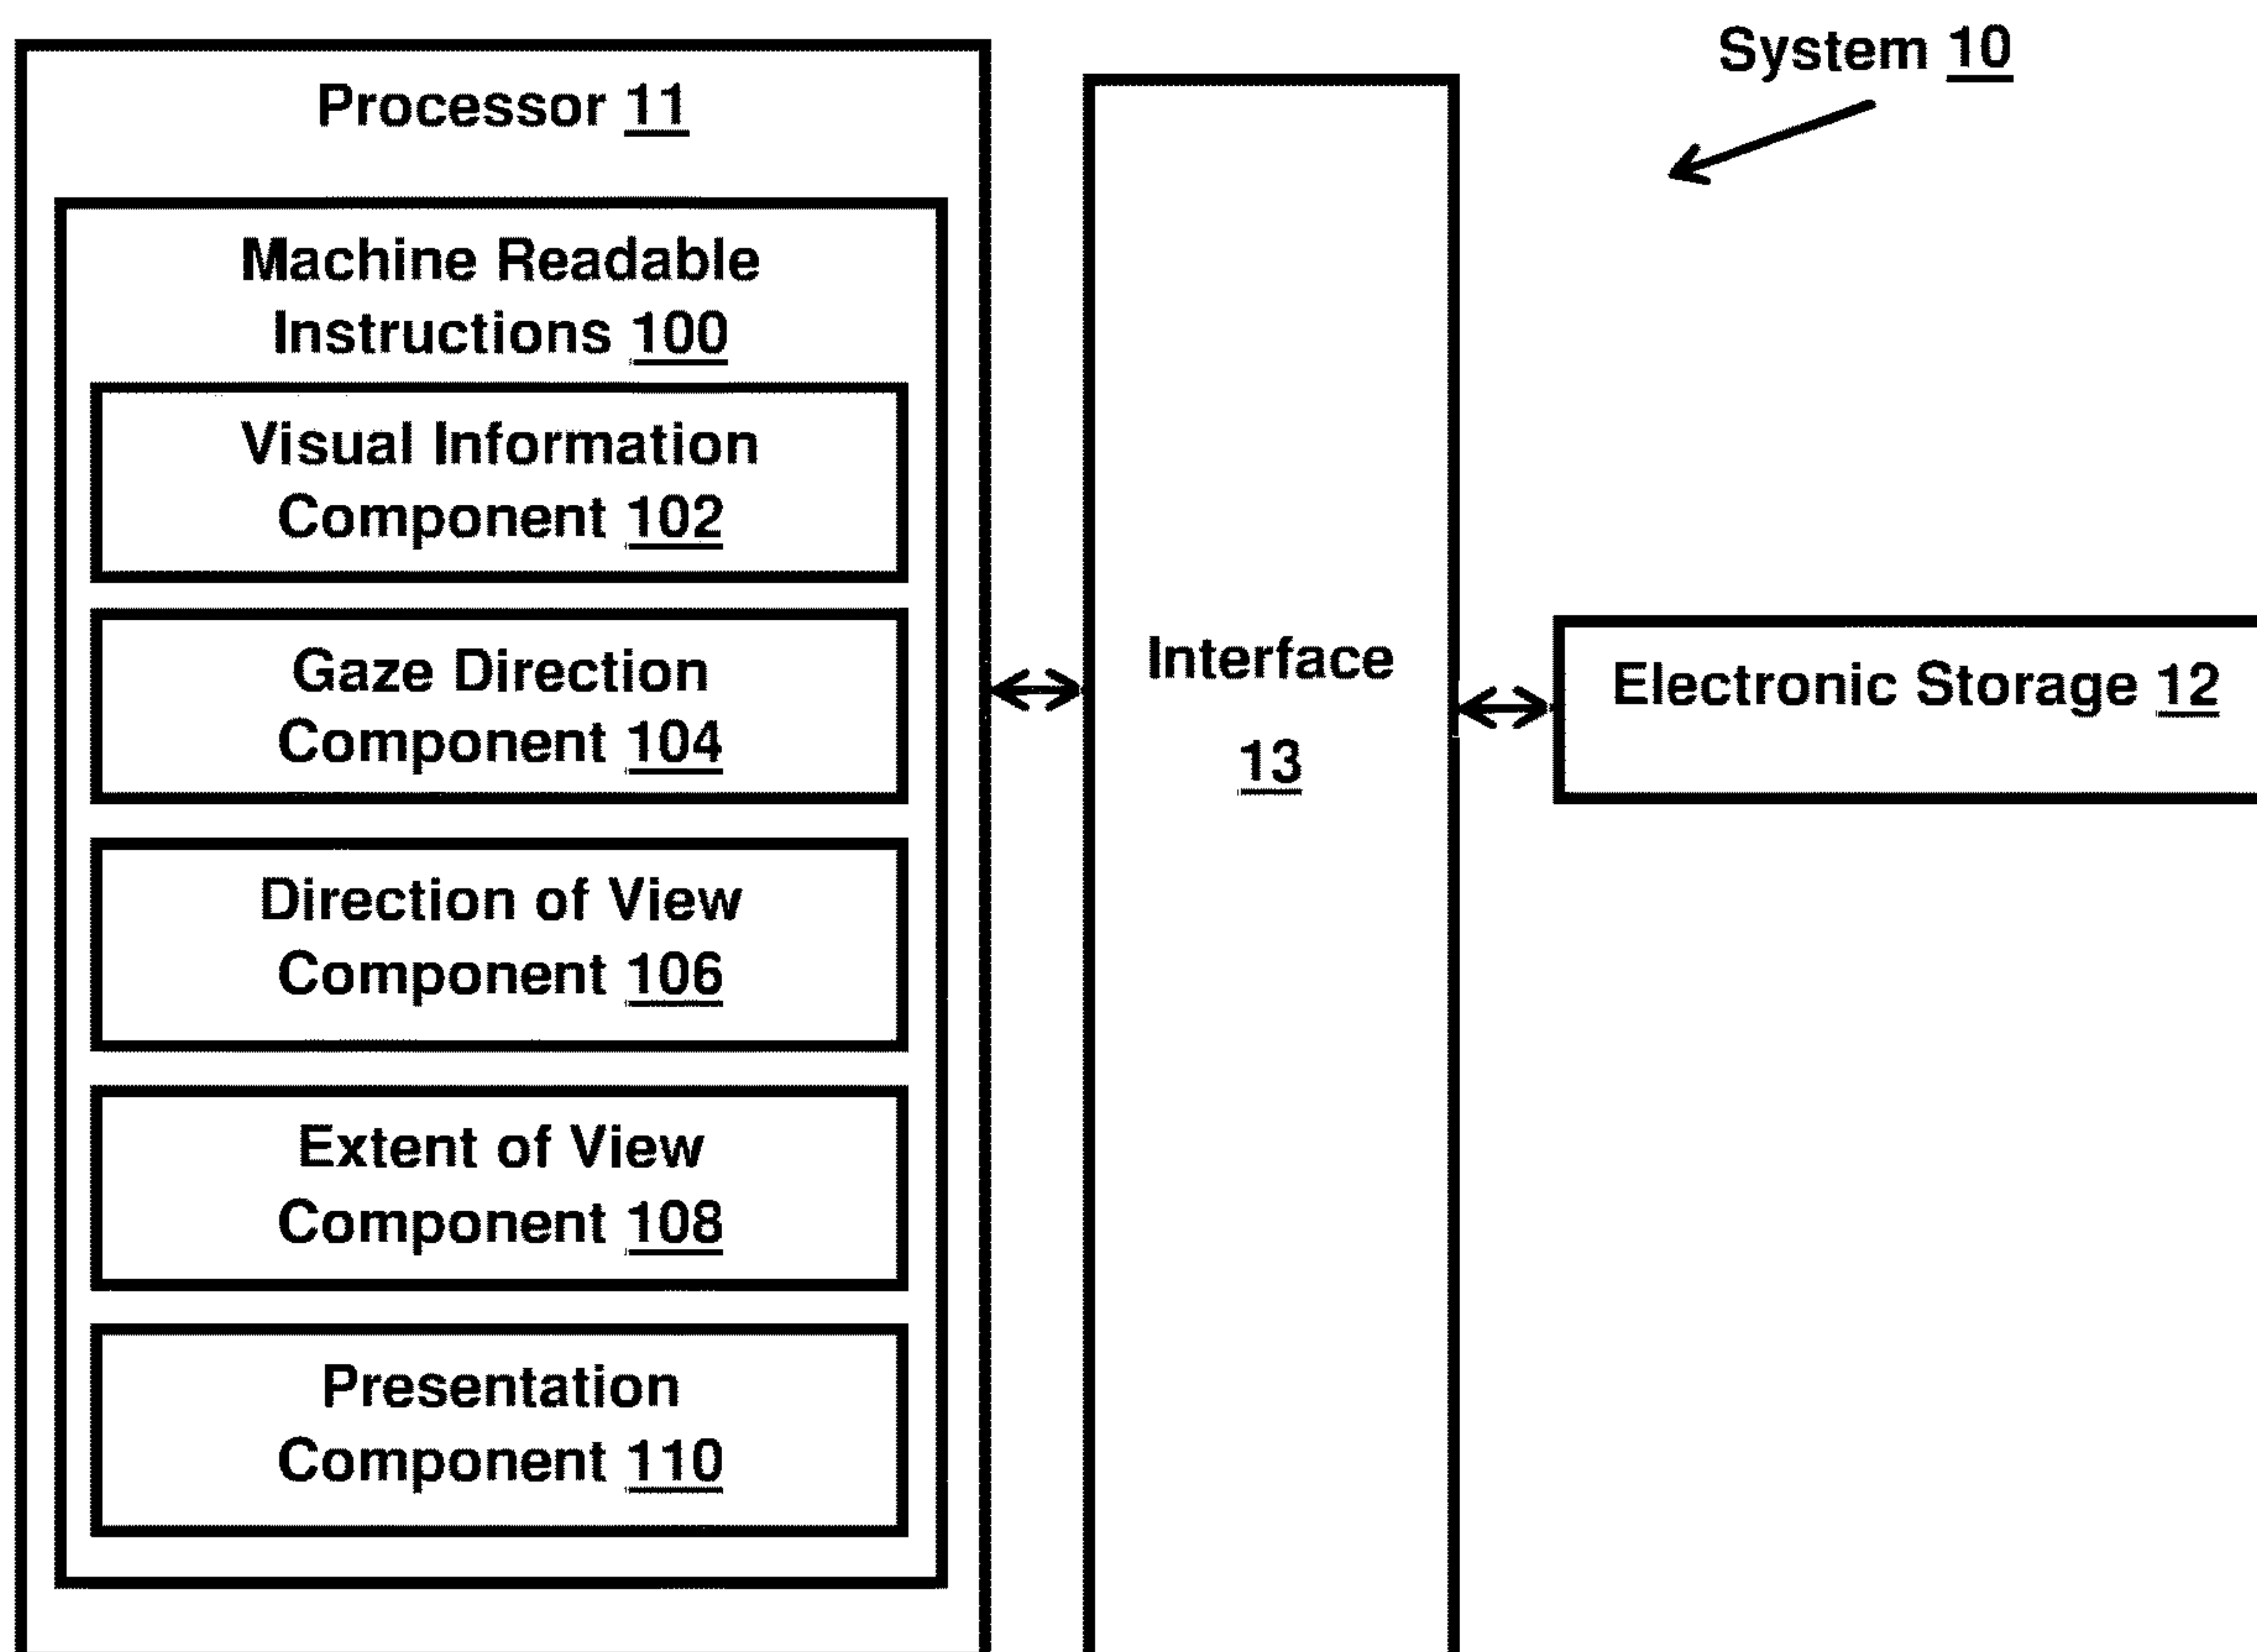 System 10
Processor 11
Machine Readable
Instructions 100
Visual Information
Component 102
Gaze Direction
Component 104
Direction of View
Component 106
Extent of View
Component 108
Presentation
Component 110
Interface
13
Electronic Storage 12